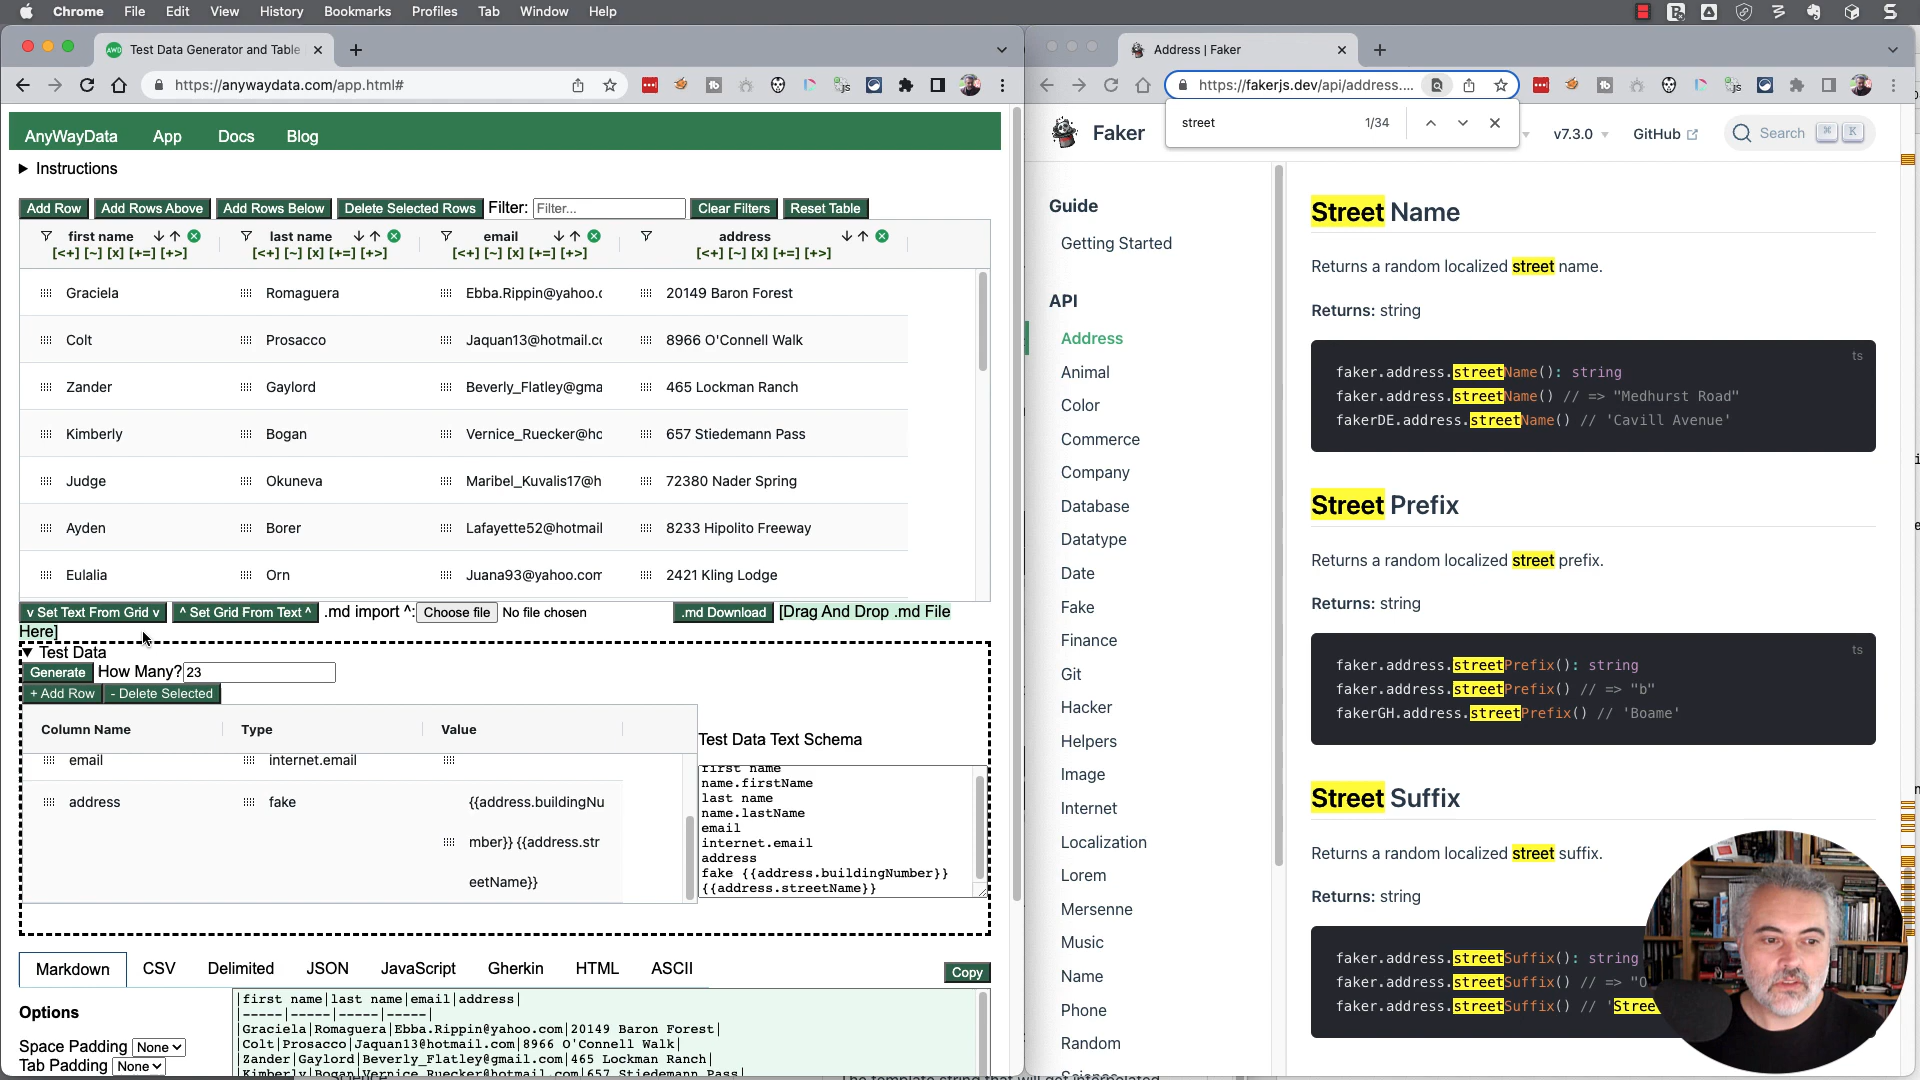 Chrome File Edit View History Bookmarks Profiles Tab Window Help
Test Data Generator and Table
https://anywaydata.com/app.html#
AnyWayData App Docs Blog
Instructions
Add Row Add Rows Above Add Rows Below Delete Selected Rows Filter: Filter... Clear Filters Reset Table
first name last name email address
[<+] [~] [x] [+=] [+>] [<+] [~] [x] [+=] [+>] [<+] [~] [x] [+=] [+>] [<+] [~] [x] [+=] [+>]
Graciela Romaguera Ebba.Rippin@yahoo.c 20149 Baron Forest
Colt Prosacco Jaquan13@hotmail.cc 8966 O'Connell Walk
Zander Gaylord Beverly_Flatley@gma 465 Lockman Ranch
Kimberly Bogan Vernice_Ruecker@hc 657 Stiedemann Pass
Judge Okuneva Maribel_Kuvalis17@h 72380 Nader Spring
Ayden Borer Lafayette52@hotmail 8233 Hipolito Freeway
Eulalia Orn Juana93@yahoo.com 2421 Kling Lodge
v Set Text From Grid v ^ Set Grid From Text ^ .md import ^: Choose file No file chosen .md Download [Drag And Drop .md File
Here]
Test Data
Generate How Many? 23
+ Add Row - Delete Selected
Column Name Type Value
email internet.email
address fake {{address.buildingNu
mber}} {{address.str
eetName}}
Test Data Text Schema
first name
name.firstName
last name
name.lastName
email
internet.email
address
fake {{address.buildingNumber}}
{{address.streetName}}
Markdown CSV Delimited JSON JavaScript Gherkin HTML ASCII Copy
Options
Space Padding None
Tab Padding None
|first name|last name|email|address|
|-----|-----|-----|-----|
|Graciela|Romaguera|Ebba.Rippin@yahoo.com|20149 Baron Forest|
|Colt|Prosacco|Jaquan13@hotmail.com|8966 O'Connell Walk|
|Zander|Gaylord|Beverly_Flatley@gmail.com|465 Lockman Ranch|
|Kimberly|Bogan|Vernice_Ruecker@hotmail.com|657 Stiedemann Pass|
Address | Faker
https://fakerjs.dev/api/address....
street 1/34
Faker
v7.3.0 GitHub Search K
Guide
Getting Started
API
Address
Animal
Color
Commerce
Company
Database
Datatype
Date
Fake
Finance
Git
Hacker
Helpers
Image
Internet
Localization
Lorem
Mersenne
Music
Name
Phone
Random
Street Name
Returns a random localized street name.
Returns: string
ts
faker.address.streetName(): string
faker.address.streetName() // => "Medhurst Road"
fakerDE.address.streetName() // 'Cavill Avenue'
Street Prefix
Returns a random localized street prefix.
Returns: string
ts
faker.address.streetPrefix(): string
faker.address.streetPrefix() // => "b"
fakerGH.address.streetPrefix() // 'Boame'
Street Suffix
Returns a random localized street suffix.
Returns: string
faker.address.streetSuffix(): string
faker.address.streetSuffix() // =>
faker.address.streetSuffix() // 'Stree